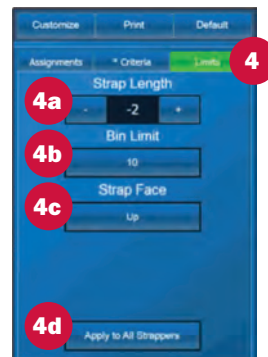 Customize Print Default
Assignments * Criteria Limits 4
Strap Length
4a - -2 +
Bin Limit
4b 10
Strap Face
4c Up
4d Apply to All Strappers